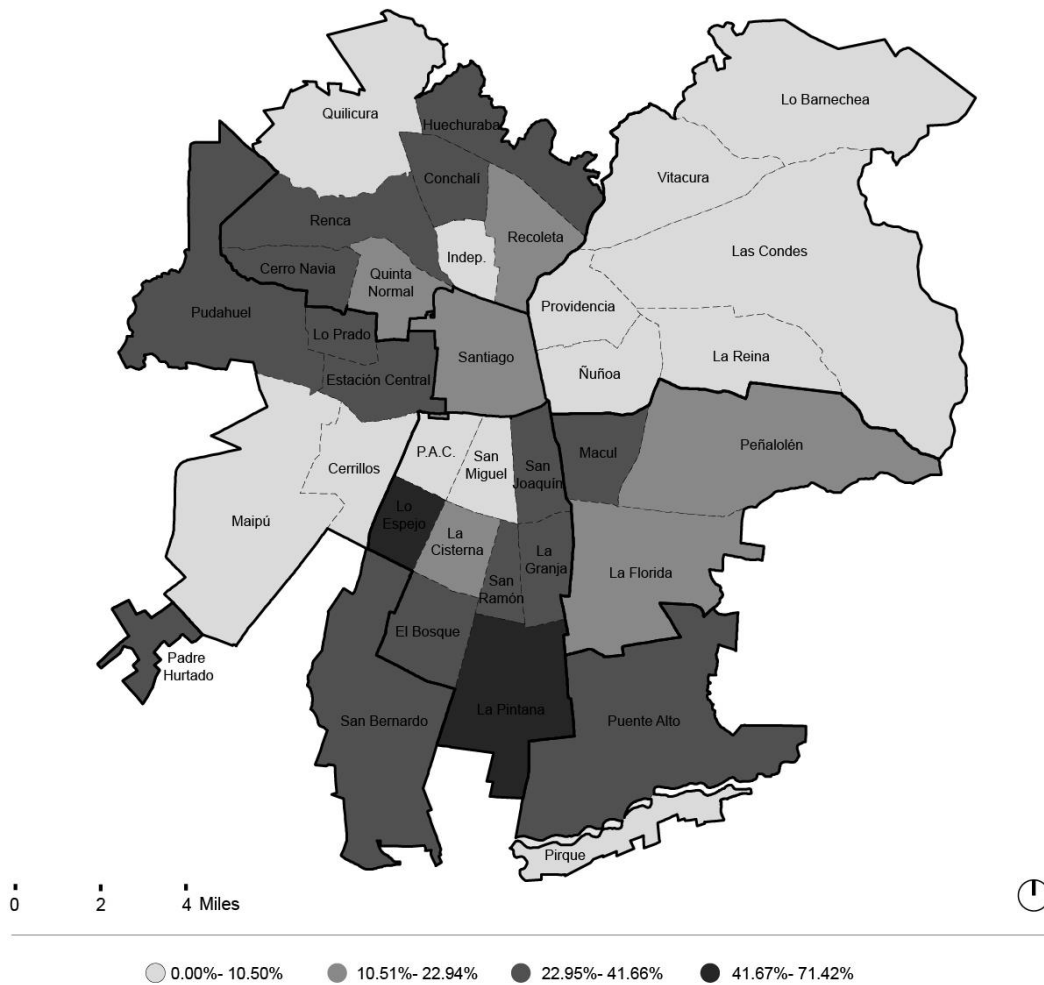 Lo Barnechea
Quilicura
Huechuraba
Conchalí
Vitacura
Renca
Recoleta
Las Condes
Indep.
Cerro Navia
Quinta
Normal
Providencia
Pudahuel
Lo Prado
Santiago
La Reina
Ñuñoa
Estación Central
Peñalolén
P.A.C.
San
Miguel
Macul
San
Joaquín
Cerrillos
Lo
Espejo
Maipú
La
Cisterna
La
Granja
La Florida
San
Ramón
El Bosque
Padre
Hurtado
San Bernardo
La Pintana
Puente Alto
Pirque
0 2 4 Miles
0.00%- 10.50% 10.51%- 22.94% 22.95%- 41.66% 41.67%- 71.42%